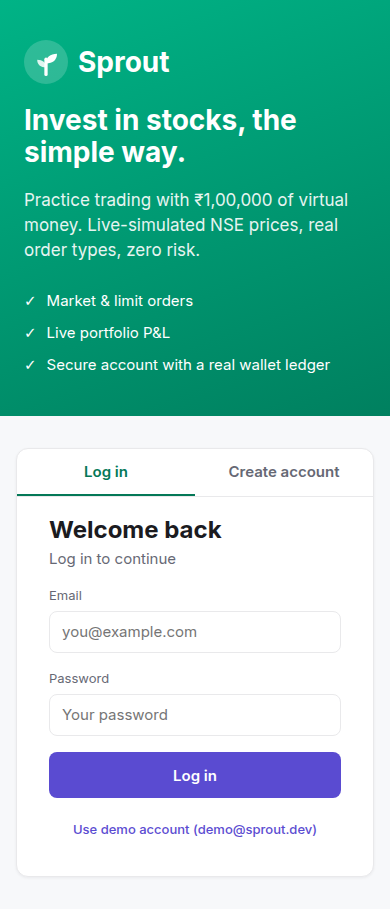 Sprout
Invest in stocks, the
simple way.
Practice trading with ₹1,00,000 of virtual
money. Live-simulated NSE prices, real
order types, zero risk.
✓ Market & limit orders
✓ Live portfolio P&L
✓ Secure account with a real wallet ledger
Log in Create account
Welcome back
Log in to continue
Email
you@example.com
Password
Your password
Log in
Use demo account (demo@sprout.dev)